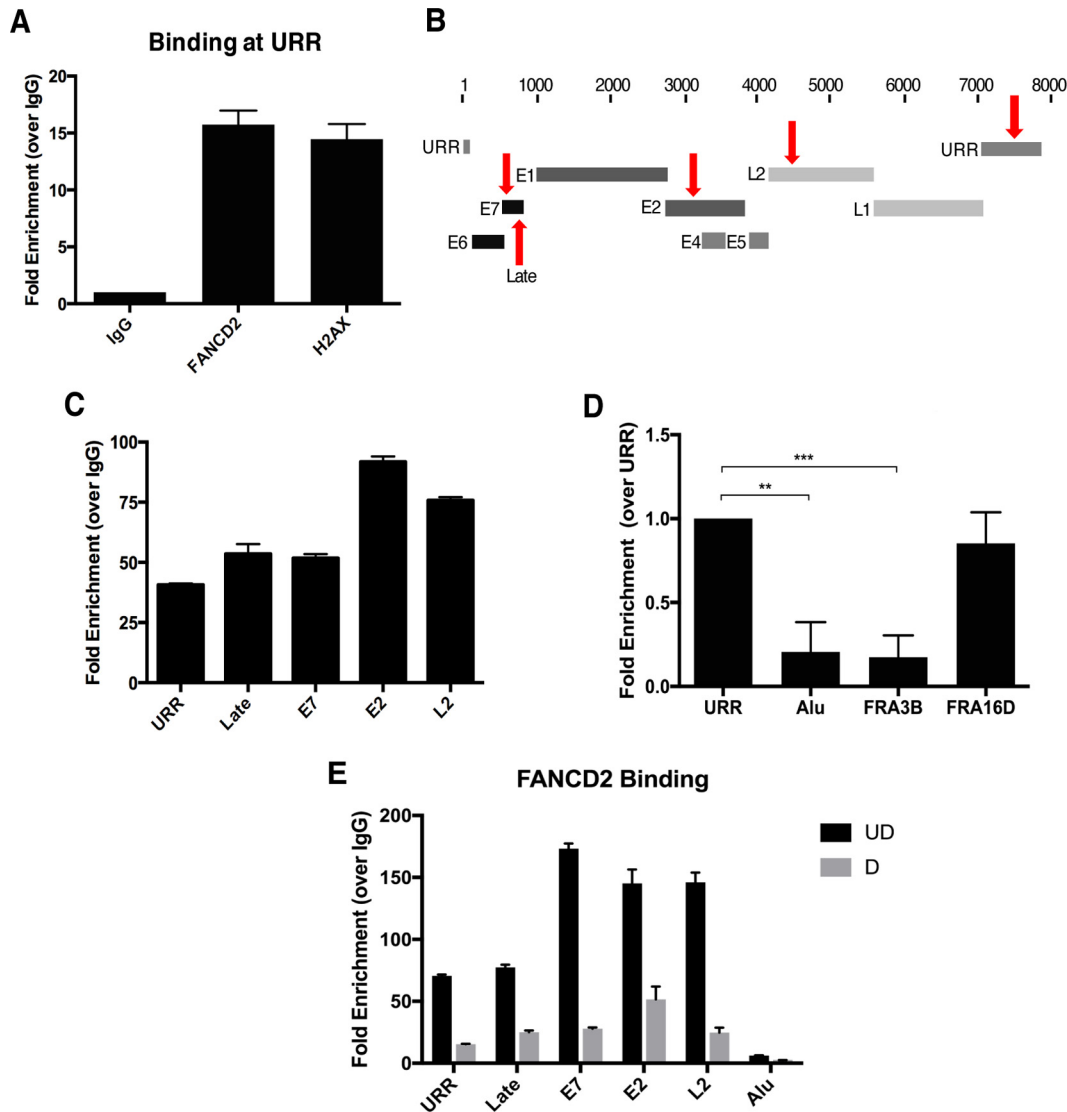 A
Binding at URR
Fold Enrichment (over IgG)
20
15
10
5
0
IgG
FANCD2
H2AX
B
1 1000 2000 3000 4000 5000 6000 7000 8000
URR
URR
E1
L2
E7
E2
L1
E6
E4
E5
Late
C
Fold Enrichment (over IgG)
100
75
50
25
0
URR
Late
E7
E2
L2
D
Fold Enrichment (over URR)
1.5
1.0
0.5
0.0
***
**
URR
Alu
FRA3B
FRA16D
E
FANCD2 Binding
Fold Enrichment (over IgG)
200
150
100
50
0
UD
D
URR
Late
E7
E2
L2
Alu